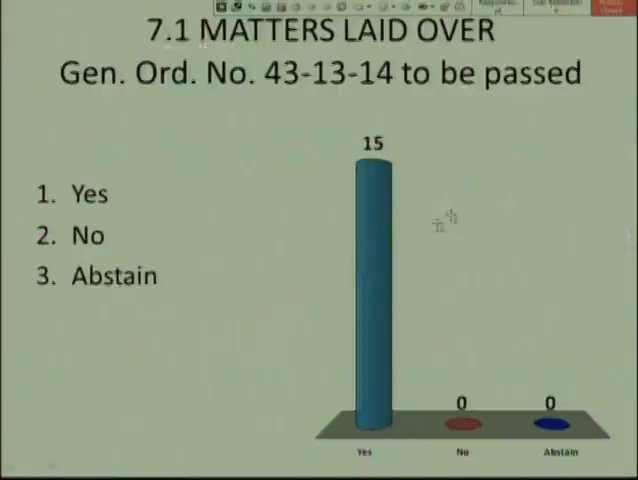 7.1 MATTERS LAID OVER
Gen. Ord. No. 43-13-14 to be passed
1. Yes
2. No
3. Abstain
15
0
0
Yes
No
Abstain